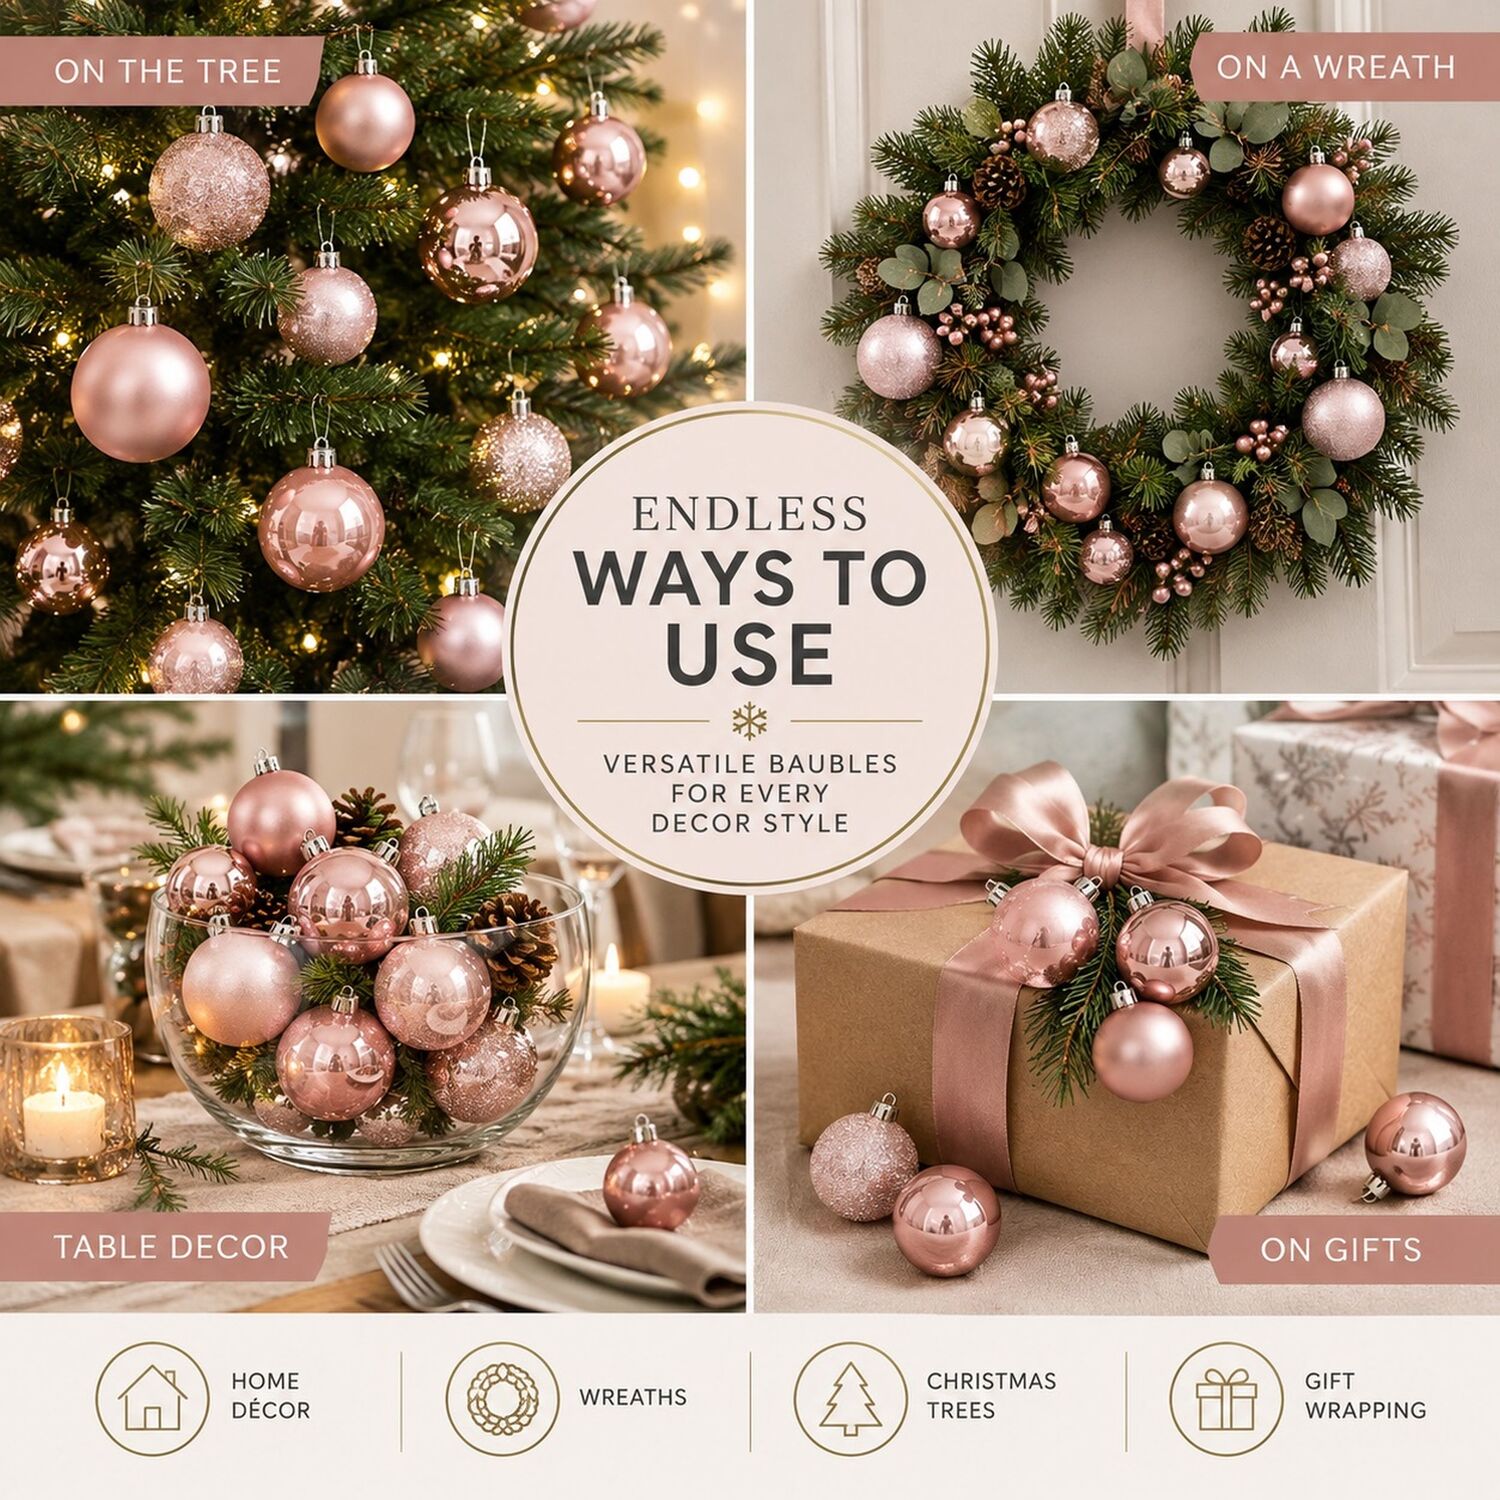 ON THE TREE
ON A WREATH
ENDLESS
WAYS TO
USE
VERSATILE BAUBLES
FOR EVERY
DECOR STYLE
TABLE DECOR
ON GIFTS
HOME
DÉCOR
WREATHS
CHRISTMAS
TREES
GIFT
WRAPPING